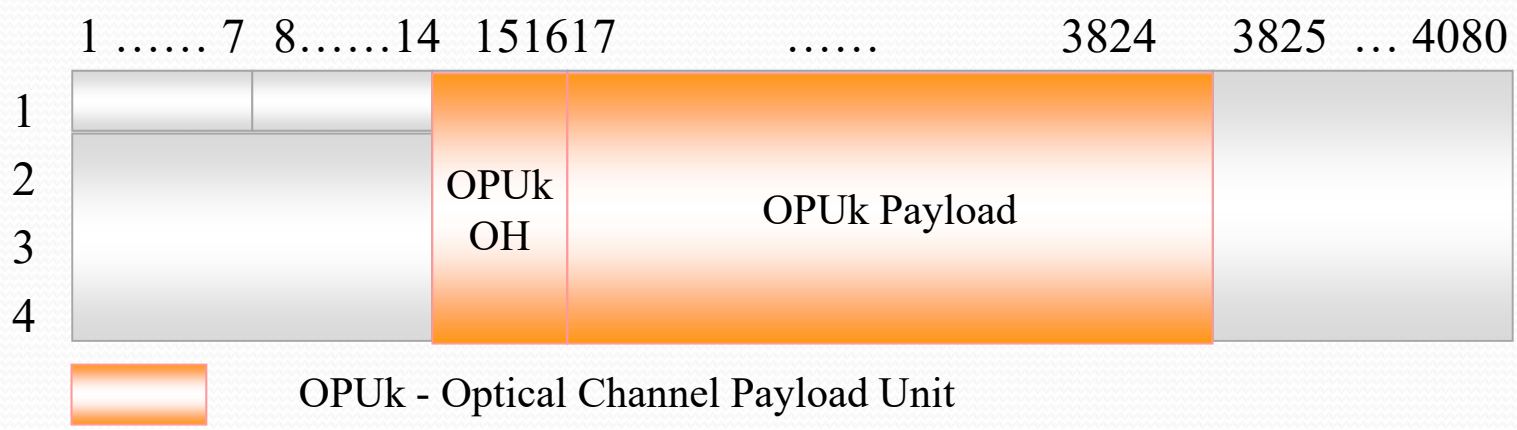 1 …… 7 8……14 151617 …… 3824 3825 … 4080
1
2
3
4
OPUk
OH
OPUk Payload
OPUk - Optical Channel Payload Unit